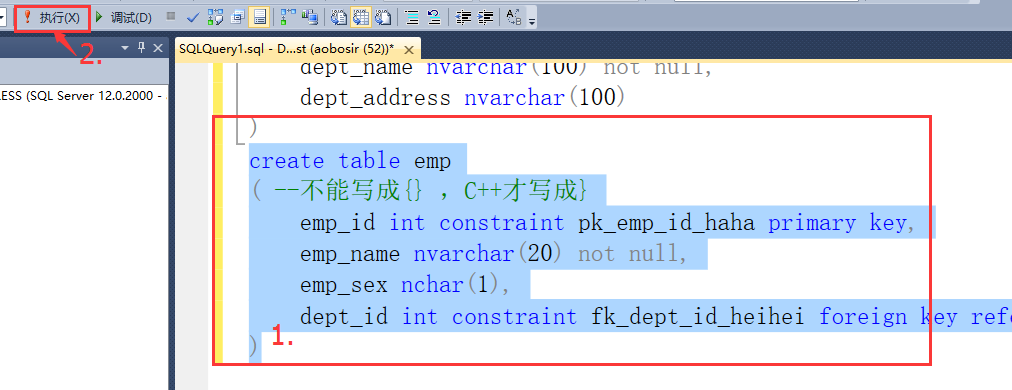 执行(X) 调试(D)
2.
SQLQuery1.sql - D...st (aobosir (52))*
LESS (SQL Server 12.0.2000 -
dept_name nvarchar(100) not null,
dept_address nvarchar(100)
)
create table emp
( --不能写成{} , C++才写成}
emp_id int constraint pk_emp_id_haha primary key,
emp_name nvarchar(20) not null,
emp_sex nchar(1),
dept_id int constraint fk_dept_id_heihei foreign key refe
)
1.